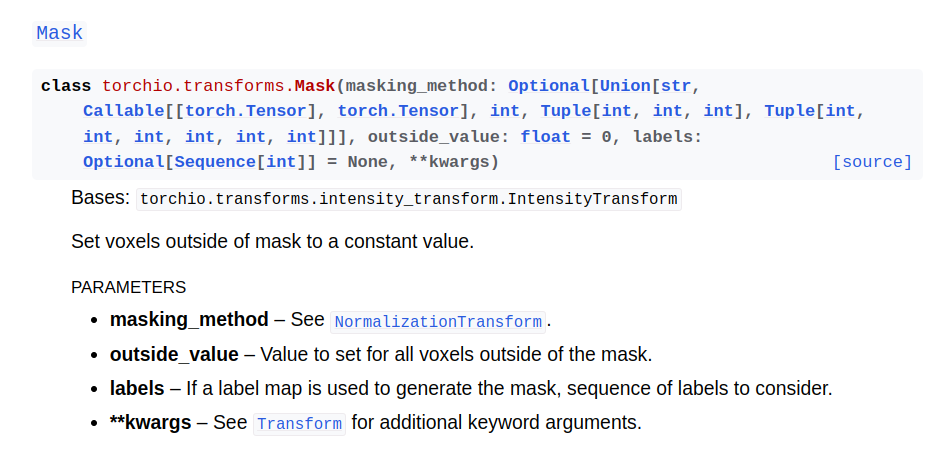 Mask
class torchio.transforms.Mask(masking_method: Optional[Union[str,
Callable[[torch.Tensor], torch.Tensor], int, Tuple[int, int, int], Tuple[int,
int, int, int, int, int]]], outside_value: float = 0, labels:
Optional[Sequence[int]] = None, **kwargs) [source]
Bases: torchio.transforms.intensity_transform.IntensityTransform
Set voxels outside of mask to a constant value.
PARAMETERS
• masking_method – See NormalizationTransform.
• outside_value – Value to set for all voxels outside of the mask.
• labels – If a label map is used to generate the mask, sequence of labels to consider.
• **kwargs – See Transform for additional keyword arguments.